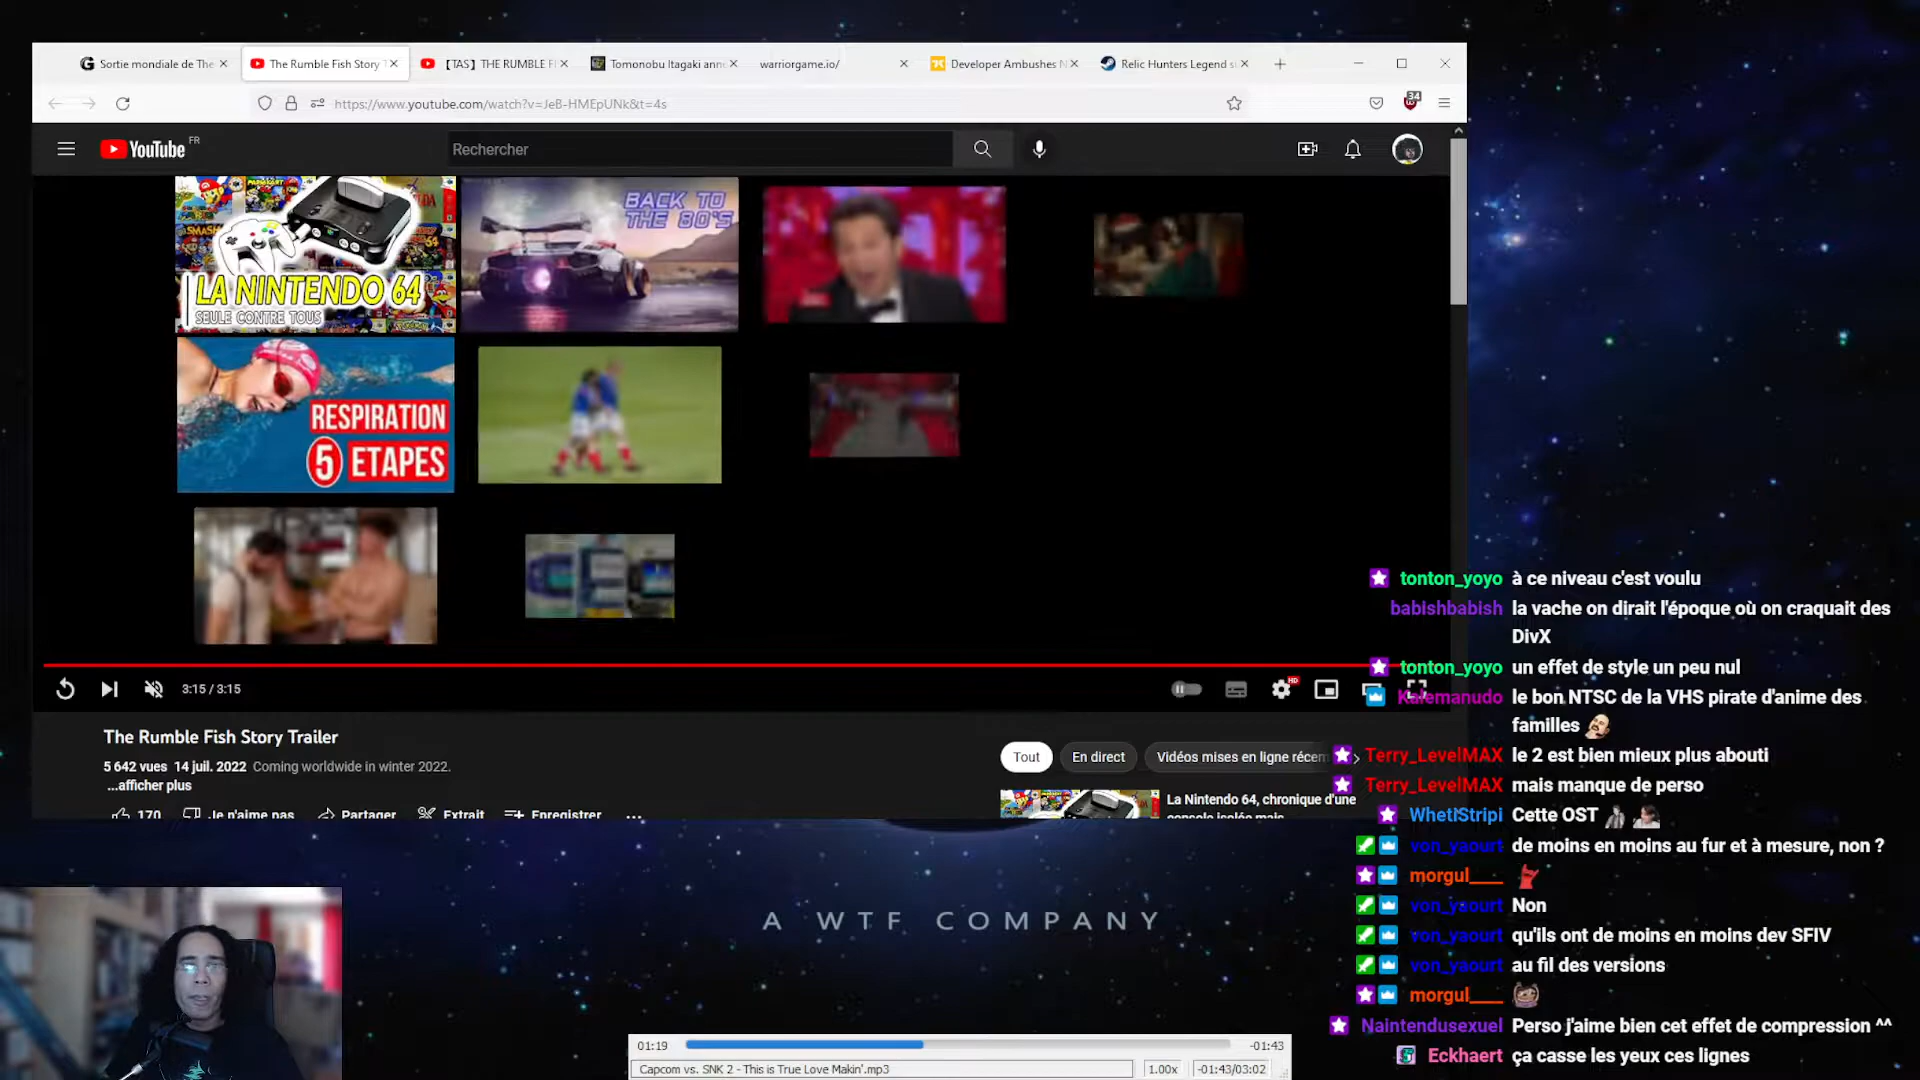 Sortie mondiale de The
The Rumble Fish Story T
【TAS】THE RUMBLE FI
Tomonobu Itagaki ann
warriorgame.io/
Developer Ambushes N
Relic Hunters Legend s
https://www.youtube.com/watch?v=JeB-HMEpUNk&t=4s
34
YouTube FR
Rechercher
LA NINTENDO 64
SEULE CONTRE TOUS
BACK TO
THE 80'S
RESPIRATION
5 ETAPES
3:15 / 3:15
HD
The Rumble Fish Story Trailer
5 642 vues 14 juil. 2022 Coming worldwide in winter 2022.
...afficher plus
170 Je n'aime pas Partager Extrait Enregistrer ...
Tout En direct Vidéos mises en ligne récem
La Nintendo 64, chronique d'une
console isolée mais
tonton_yoyo à ce niveau c'est voulu
babishbabish la vache on dirait l'époque où on craquait des
DivX
tonton_yoyo un effet de style un peu nul
Kalemanudo le bon NTSC de la VHS pirate d'anime des
familles
Terry_LevelMAX le 2 est bien mieux plus abouti
Terry_LevelMAX mais manque de perso
WhetIStripi Cette OST
von_yaourt de moins en moins au fur et à mesure, non ?
morgul____
von_yaourt Non
von_yaourt qu'ils ont de moins en moins dev SFIV
von_yaourt au fil des versions
morgul____
Naintendusexuel Perso j'aime bien cet effet de compression ^^
Eckhaert ça casse les yeux ces lignes
A WTF COMPANY
01:19 -01:43
Capcom vs. SNK 2 - This is True Love Makin'.mp3 1.00x -01:43/03:02